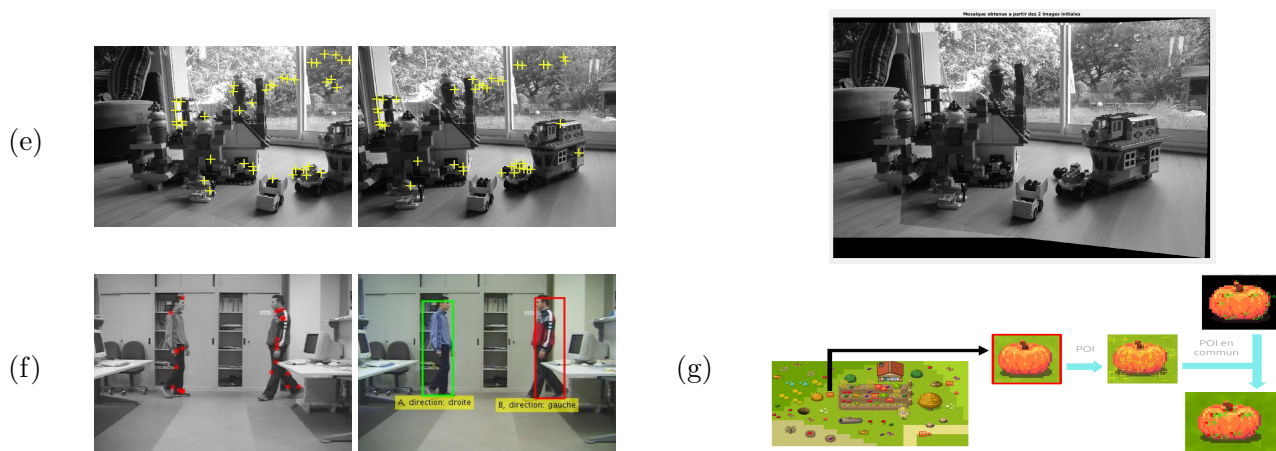 Mosaique obtenue a partir des 2 images initiales
(e)
(f)
A, direction: droite
B, direction: gauche
(g)
POI
POI en
commun